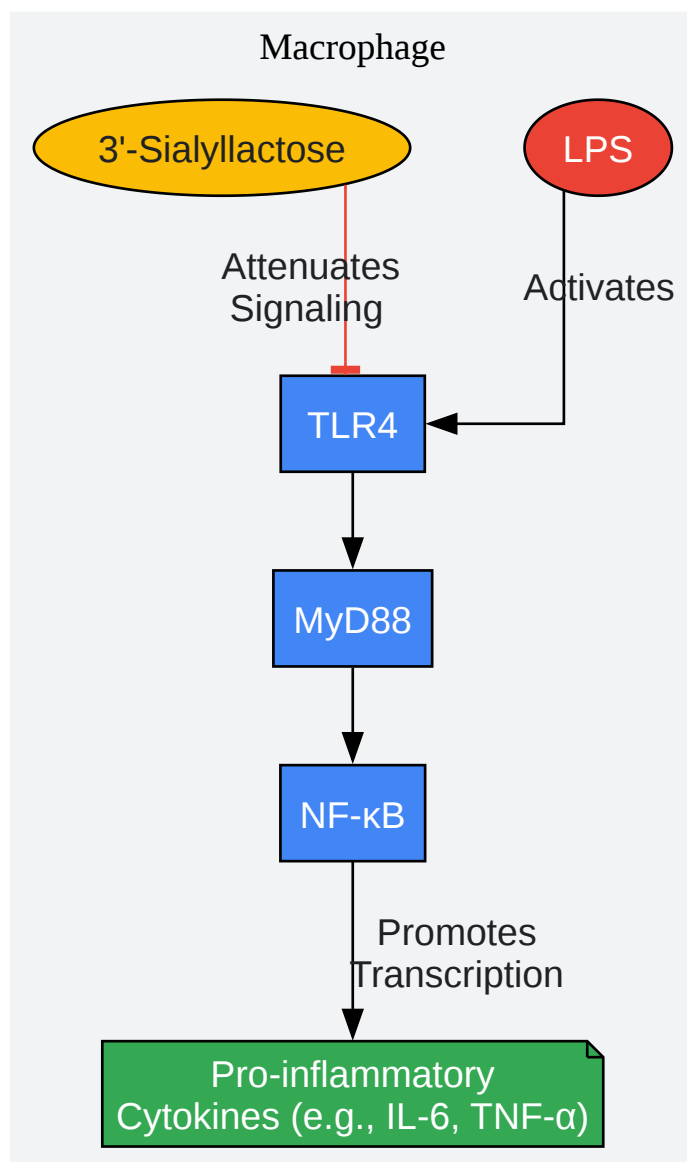 Macrophage
3'-Sialyllactose
LPS
Attenuates
Signaling
Activates
TLR4
MyD88
NF-κB
Promotes
Transcription
Pro-inflammatory
Cytokines (e.g., IL-6, TNF-α)